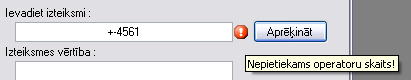 Ievadiet izteiksmi :
+-4561
Aprēķināt
Nepietiekams operatoru skaits!
Izteiksmes vērtība :